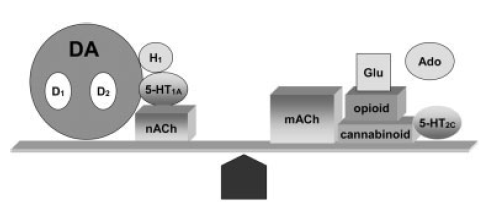 DA
D1
D2
H1
5-HT1A
nACh
mACh
Glu
Ado
opioid
cannabinoid
5-HT2C